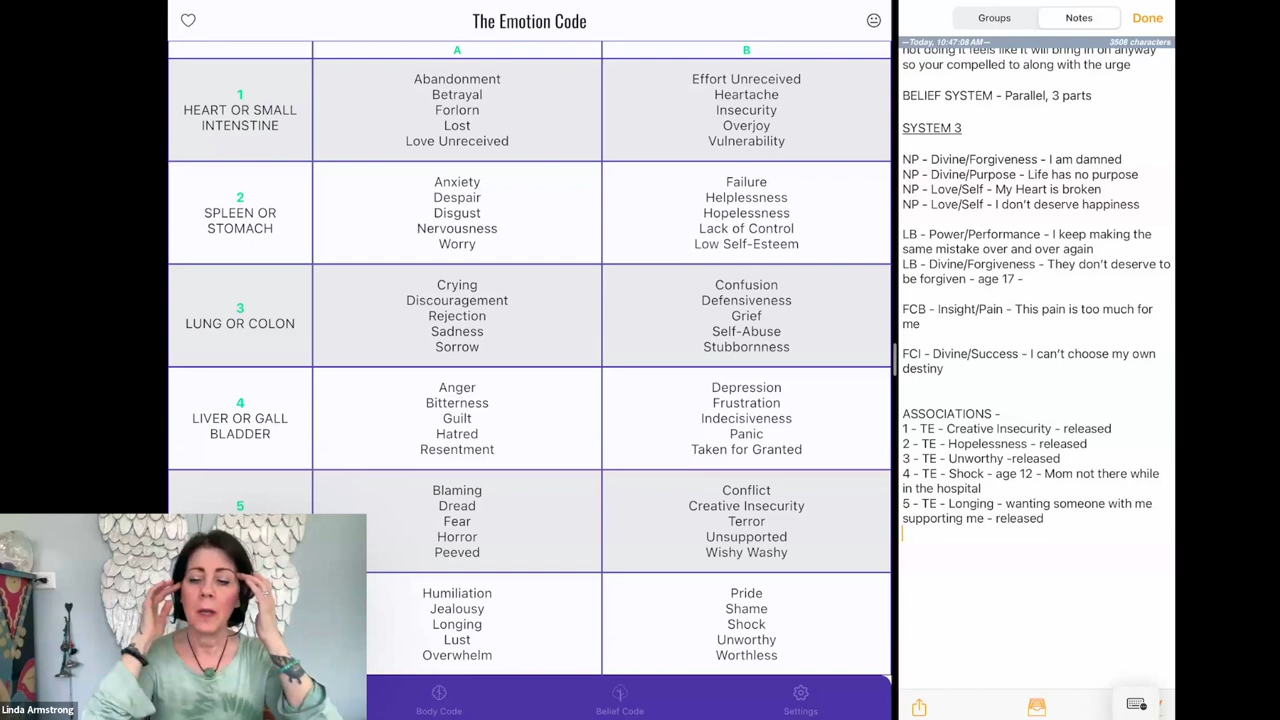 The Emotion Code
A
B
1
HEART OR SMALL
INTENSTINE
Abandonment
Betrayal
Forlorn
Lost
Love Unreceived
Effort Unreceived
Heartache
Insecurity
Overjoy
Vulnerability
2
SPLEEN OR
STOMACH
Anxiety
Despair
Disgust
Nervousness
Worry
Failure
Helplessness
Hopelessness
Lack of Control
Low Self-Esteem
3
LUNG OR COLON
Crying
Discouragement
Rejection
Sadness
Sorrow
Confusion
Defensiveness
Grief
Self-Abuse
Stubbornness
4
LIVER OR GALL
BLADDER
Anger
Bitterness
Guilt
Hatred
Resentment
Depression
Frustration
Indecisiveness
Panic
Taken for Granted
5
Blaming
Dread
Fear
Horror
Peeved
Conflict
Creative Insecurity
Terror
Unsupported
Wishy Washy
Humiliation
Jealousy
Longing
Lust
Overwhelm
Pride
Shame
Shock
Unworthy
Worthless
Body Code
Belief Code
Settings
Linda Armstrong
Groups
Notes
Done
—Today, 10:47:08 AM—
3508 characters
not doing it feels like it will bring in on anyway
so your compelled to along with the urge
BELIEF SYSTEM - Parallel, 3 parts
SYSTEM 3
NP - Divine/Forgiveness - I am damned
NP - Divine/Purpose - Life has no purpose
NP - Love/Self - My Heart is broken
NP - Love/Self - I don't deserve happiness
LB - Power/Performance - I keep making the
same mistake over and over again
LB - Divine/Forgiveness - They don't deserve to
be forgiven - age 17 -
FCB - Insight/Pain - This pain is too much for
me
FCI - Divine/Success - I can't choose my own
destiny
ASSOCIATIONS -
1 - TE - Creative Insecurity - released
2 - TE - Hopelessness - released
3 - TE - Unworthy -released
4 - TE - Shock - age 12 - Mom not there while
in the hospital
5 - TE - Longing - wanting someone with me
supporting me - released